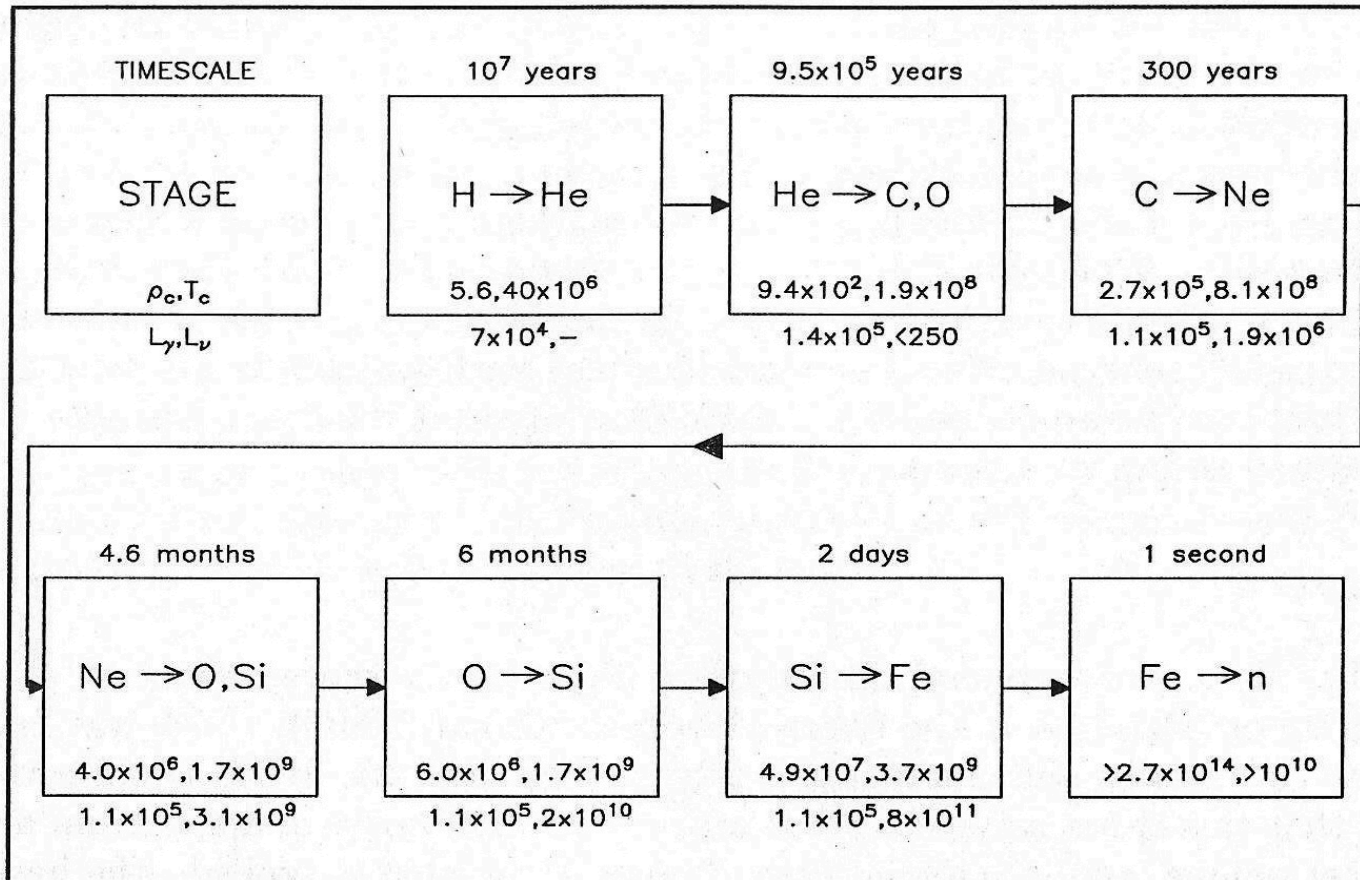 TIMESCALE
STAGE
ρc,Tc
Lγ,Lν
10⁷ years
H → He
5.6,40x10⁶
7x10⁴,–
9.5x10⁵ years
He → C,O
9.4x10²,1.9x10⁸
1.4x10⁵,<250
300 years
C → Ne
2.7x10⁵,8.1x10⁸
1.1x10⁵,1.9x10⁶
4.6 months
Ne → O,Si
4.0x10⁶,1.7x10⁹
1.1x10⁵,3.1x10⁹
6 months
O → Si
6.0x10⁶,1.7x10⁹
1.1x10⁵,2x10¹⁰
2 days
Si → Fe
4.9x10⁷,3.7x10⁹
1.1x10⁵,8x10¹¹
1 second
Fe → n
>2.7x10¹⁴,>10¹⁰